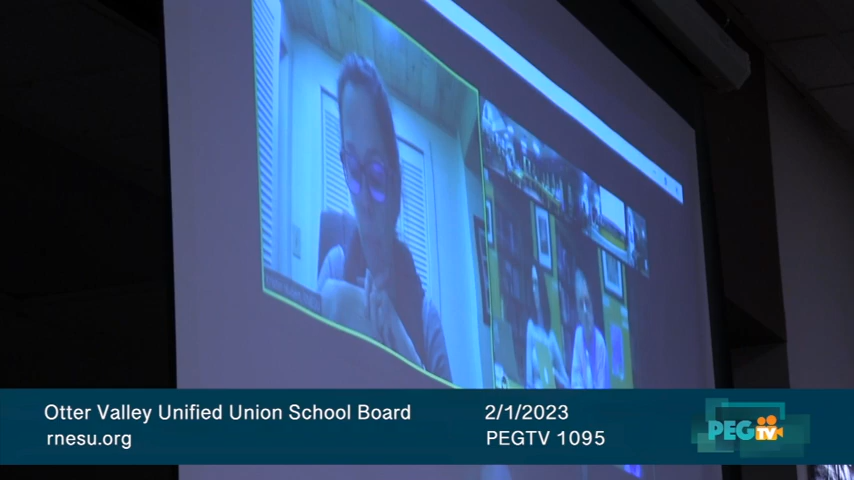 Otter Valley Unified Union School Board
2/1/2023
rnesu.org
PEGTV 1095
PEG TV